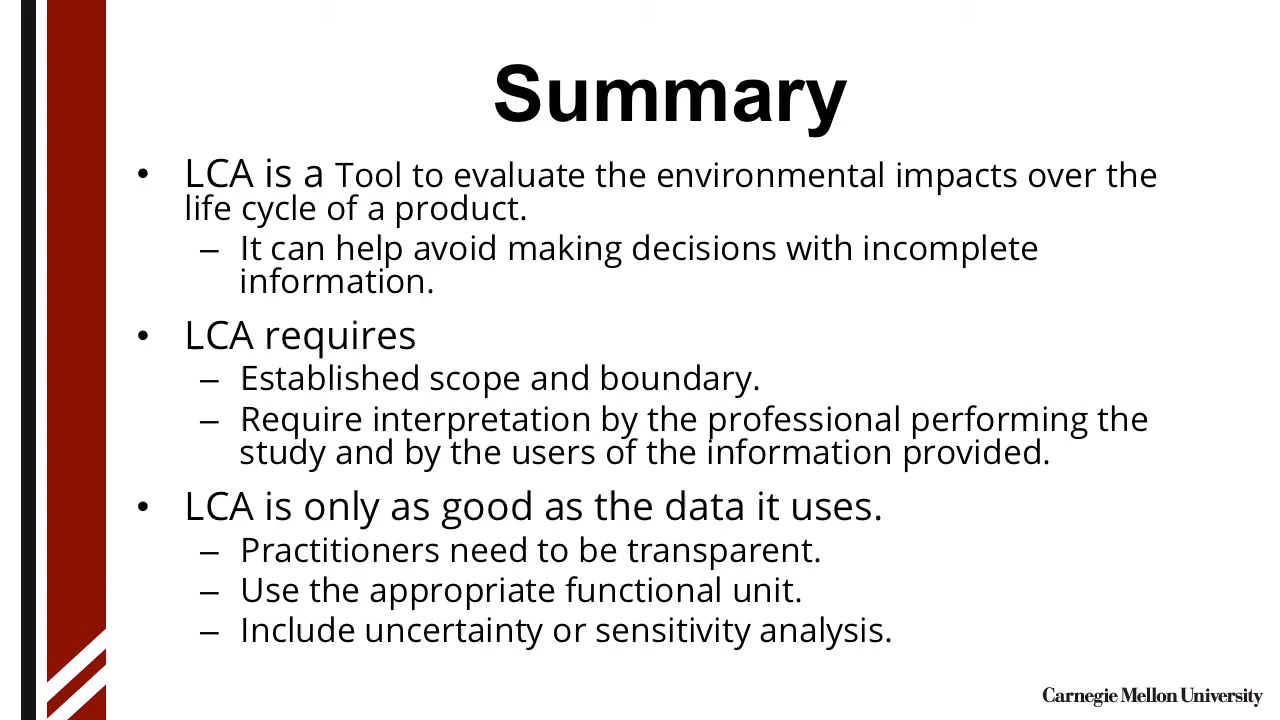 Summary
• LCA is a Tool to evaluate the environmental impacts over the
life cycle of a product.
– It can help avoid making decisions with incomplete
information.
• LCA requires
– Established scope and boundary.
– Require interpretation by the professional performing the
study and by the users of the information provided.
• LCA is only as good as the data it uses.
– Practitioners need to be transparent.
– Use the appropriate functional unit.
– Include uncertainty or sensitivity analysis.
Carnegie Mellon University